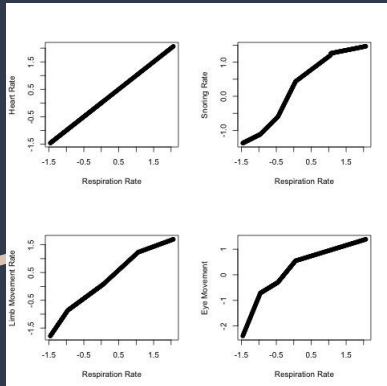 Heart Rate
1.5
0.5
-0.5
-1.5
-1.5 -0.5 0.5 1.5
Respiration Rate
Snoring Rate
1.0
0.0
-1.0
-1.5 -0.5 0.5 1.5
Respiration Rate
Limb Movement Rate
1.5
0.5
-0.5
-1.5
-1.5 -0.5 0.5 1.5
Respiration Rate
Eye Movement
1
0
-1
-2
-1.5 -0.5 0.5 1.5
Respiration Rate